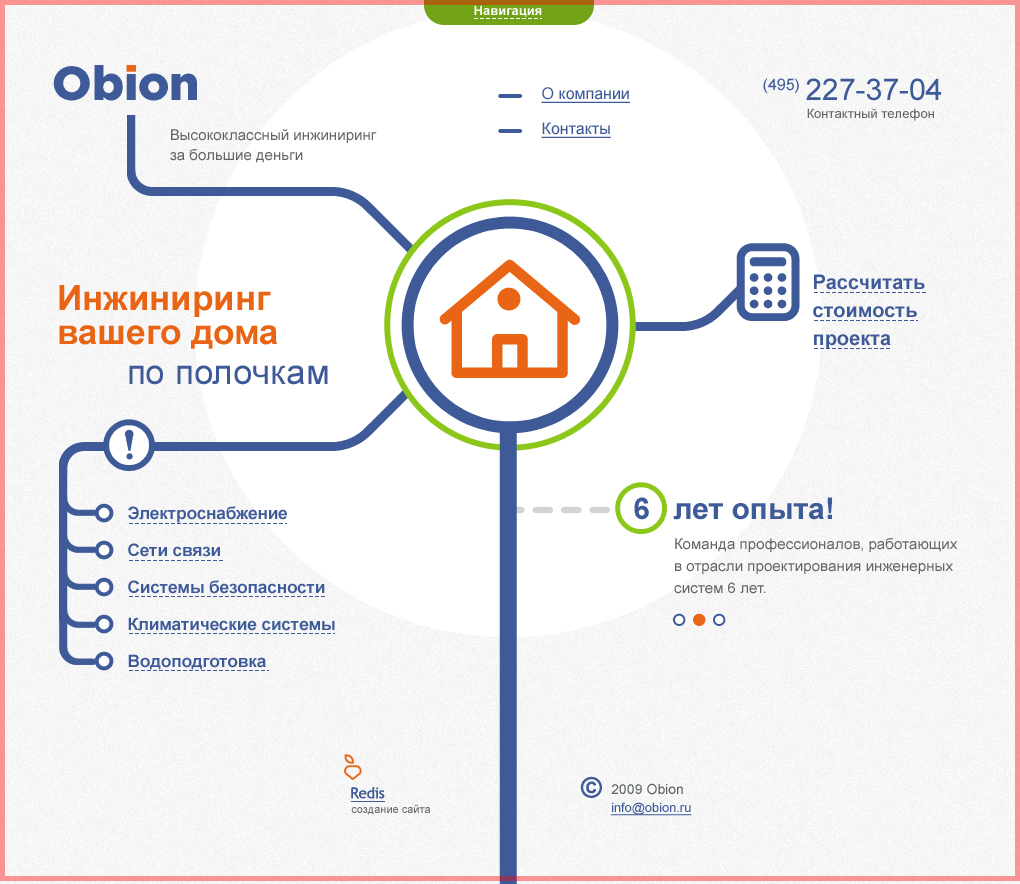 Навигация
Obion
Высококлассный инжиниринг
за большие деньги
О компании
Контакты
(495) 227-37-04
Контактный телефон
Инжиниринг
вашего дома
по полочкам
Рассчитать
стоимость
проекта
!
Электроснабжение
Сети связи
Системы безопасности
Климатические системы
Водоподготовка
6 лет опыта!
Команда профессионалов, работающих
в отрасли проектирования инженерных
систем 6 лет.
Redis
создание сайта
© 2009 Obion
info@obion.ru